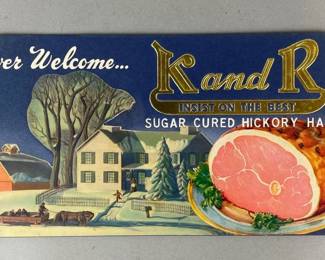 ver Welcome...
K and R
INSIST ON THE BEST
SUGAR CURED HICKORY HA